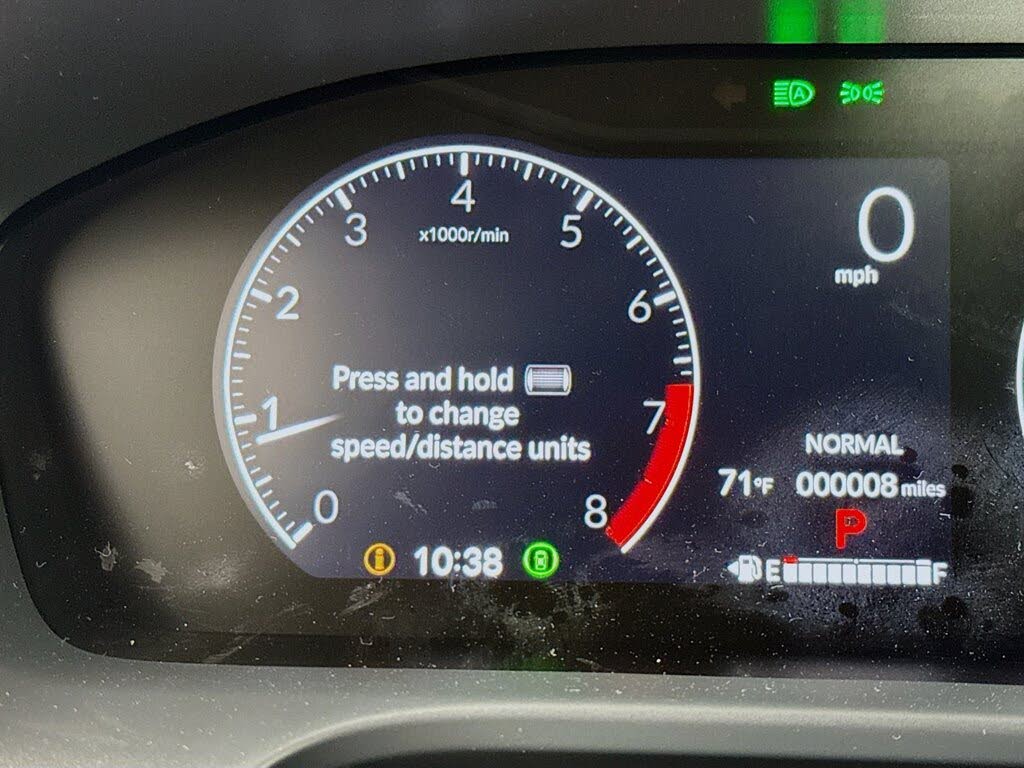 A
0
mph
4
3
5
x1000r/min
2
6
Press and hold
to change
speed/distance units
1
7
NORMAL
71°F 000008 miles
0
8
P
i 10:38
E F